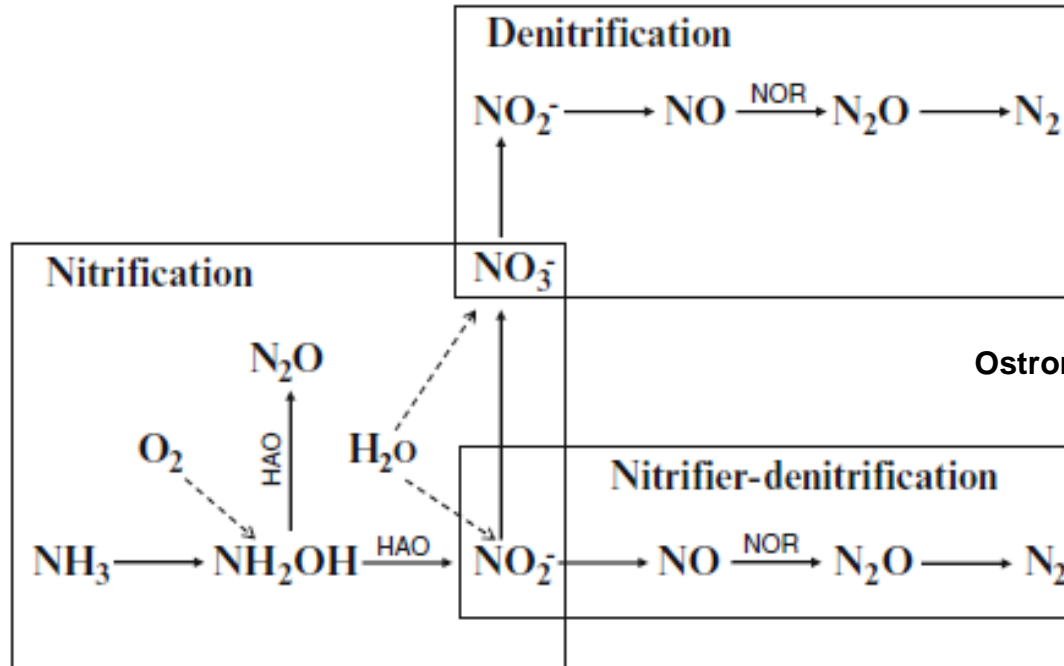 Denitrification
NO₂⁻ NO NOR N₂O N₂
Nitrification
NO₃⁻
N₂O
Ostro
O₂ HAO H₂O
Nitrifier-denitrification
NH₃ NH₂OH HAO NO₂⁻ NO NOR N₂O N₂